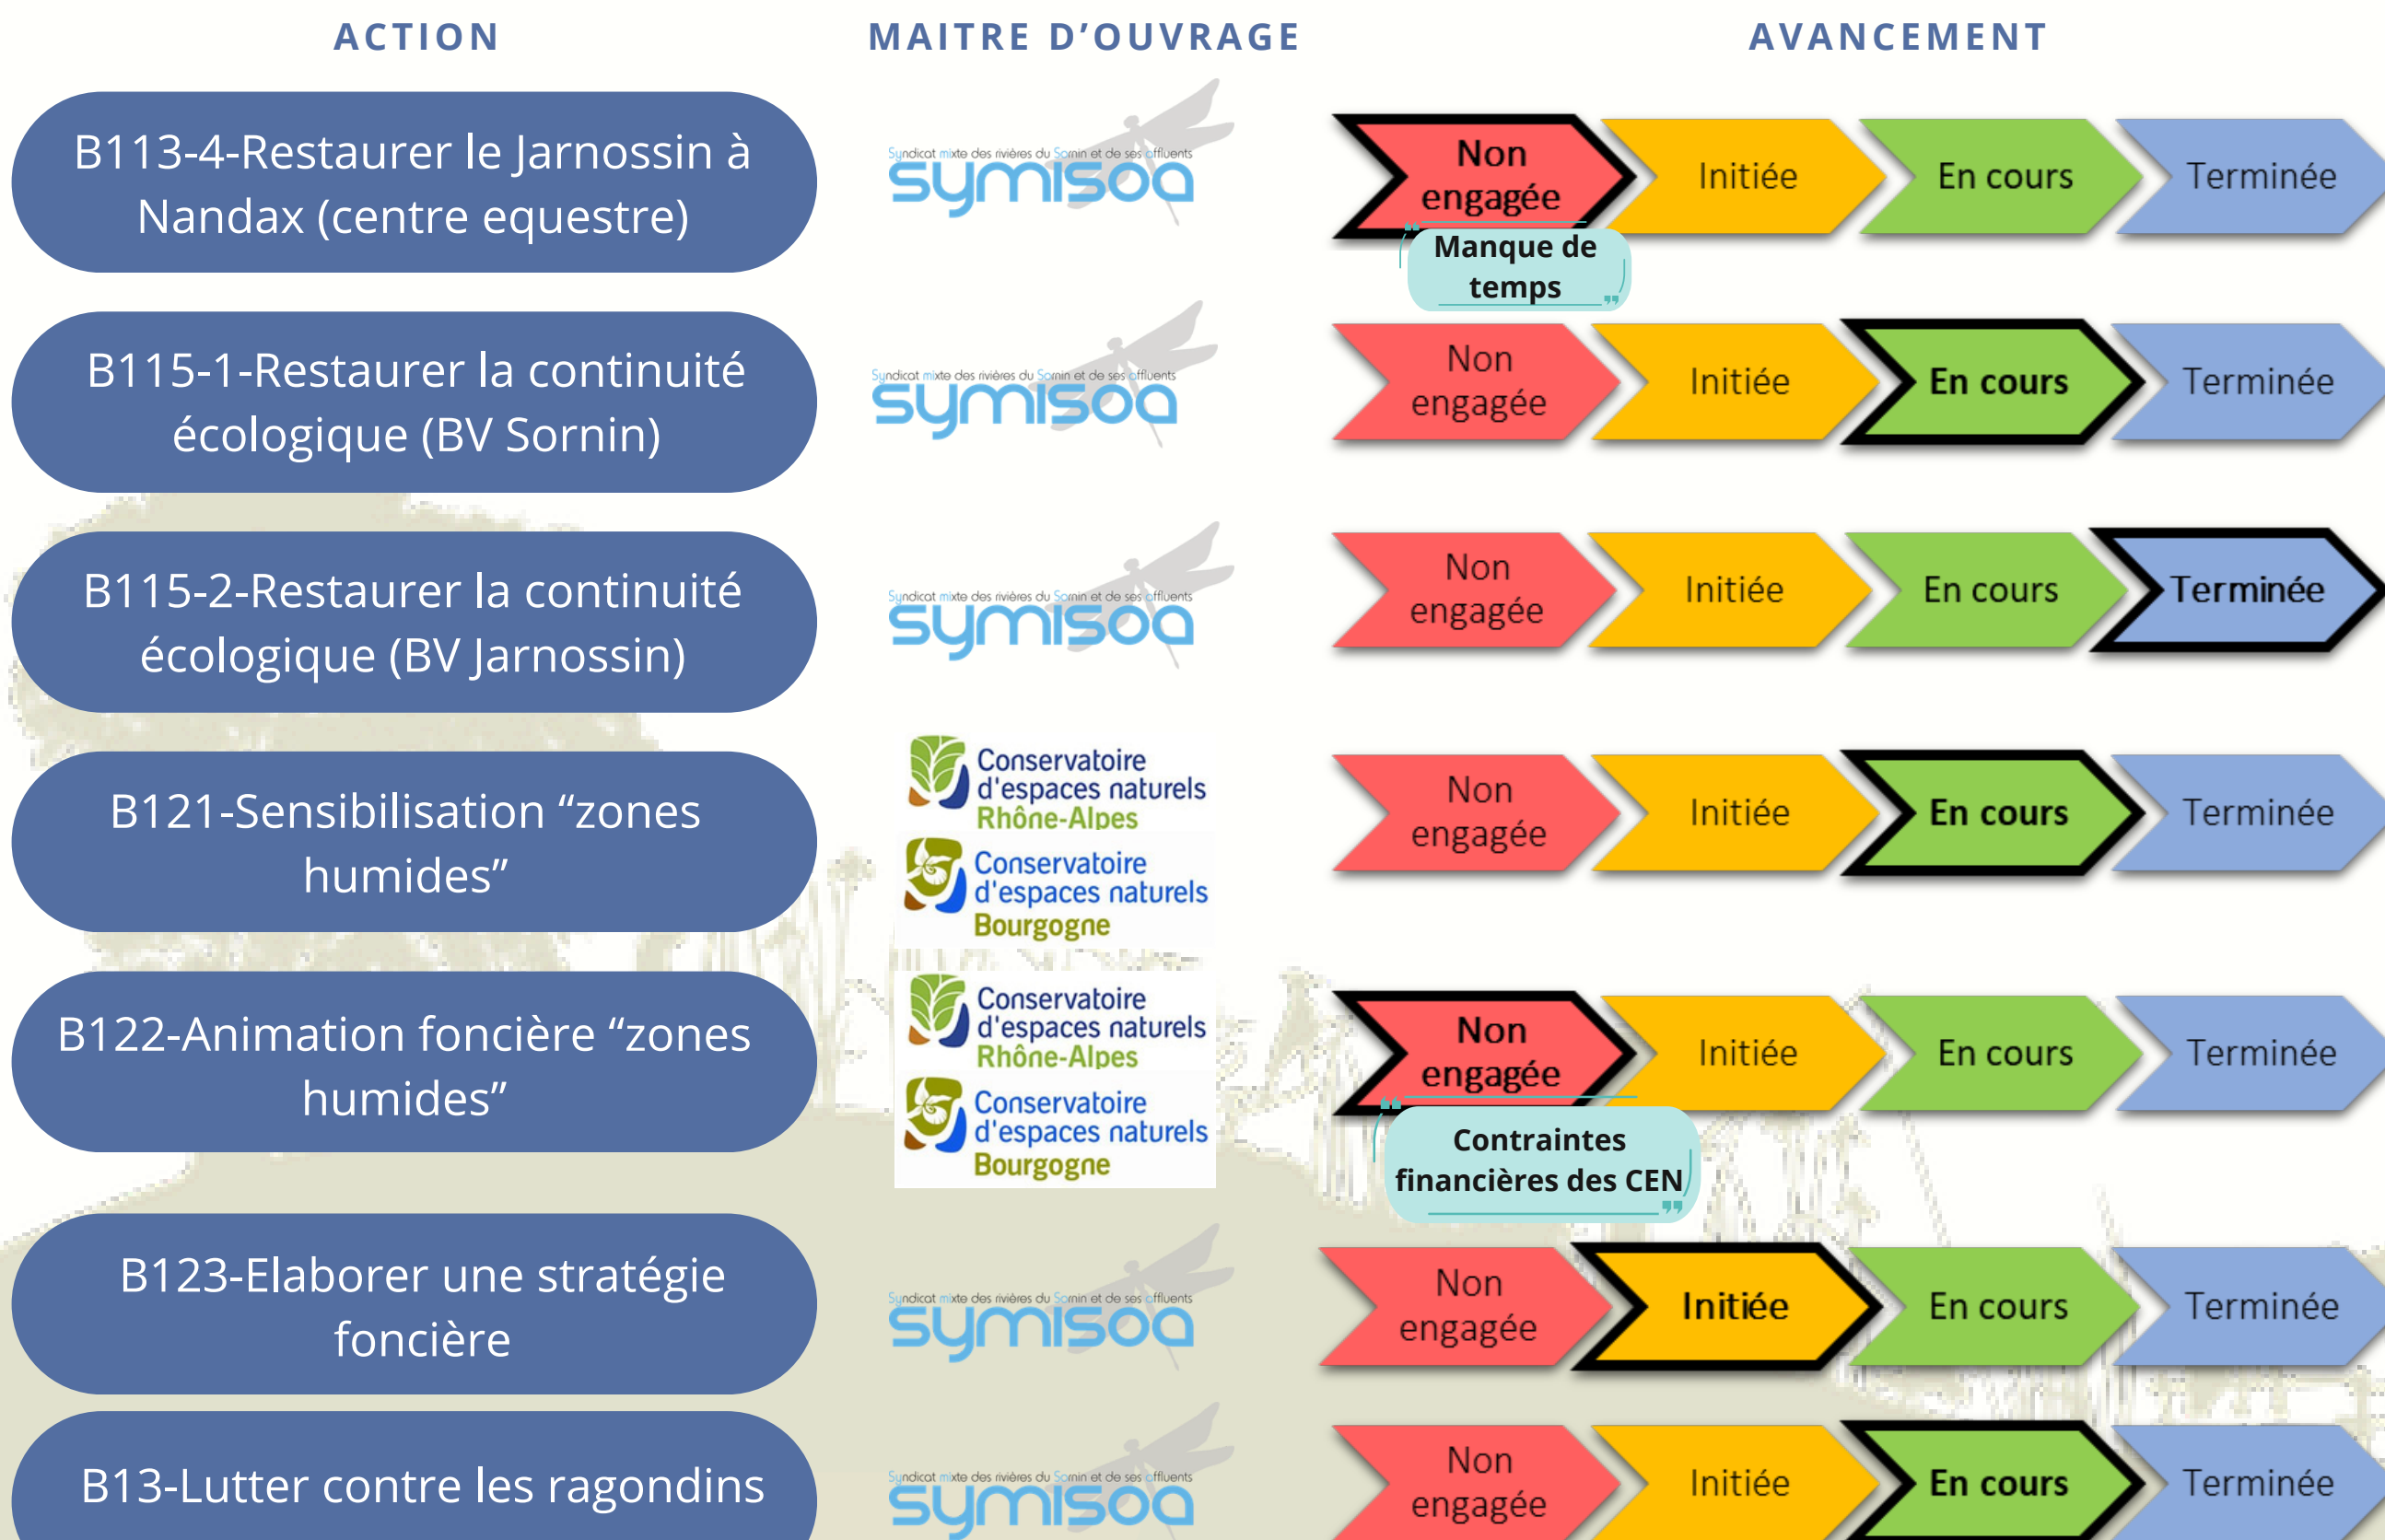 ACTION
MAITRE D'OUVRAGE
AVANCEMENT
B113-4-Restaurer le Jarnossin à
Nandax (centre equestre)
Syndicat mixte des rivières du Sornin et de ses affluents
symisoa
Non
engagée
Initiée
En cours
Terminée
“
Manque de
temps
”
B115-1-Restaurer la continuité
écologique (BV Sornin)
Syndicat mixte des rivières du Sornin et de ses affluents
symisoa
Non
engagée
Initiée
En cours
Terminée
B115-2-Restaurer la continuité
écologique (BV Jarnossin)
Syndicat mixte des rivières du Sornin et de ses affluents
symisoa
Non
engagée
Initiée
En cours
Terminée
B121-Sensibilisation “zones
humides”
Conservatoire
d'espaces naturels
Rhône-Alpes
Conservatoire
d'espaces naturels
Bourgogne
Non
engagée
Initiée
En cours
Terminée
B122-Animation foncière “zones
humides”
Conservatoire
d'espaces naturels
Rhône-Alpes
Conservatoire
d'espaces naturels
Bourgogne
Non
engagée
Initiée
En cours
Terminée
“
Contraintes
financières des CEN
”
B123-Elaborer une stratégie
foncière
Syndicat mixte des rivières du Sornin et de ses affluents
symisoa
Non
engagée
Initiée
En cours
Terminée
B13-Lutter contre les ragondins
Syndicat mixte des rivières du Sornin et de ses affluents
symisoa
Non
engagée
Initiée
En cours
Terminée